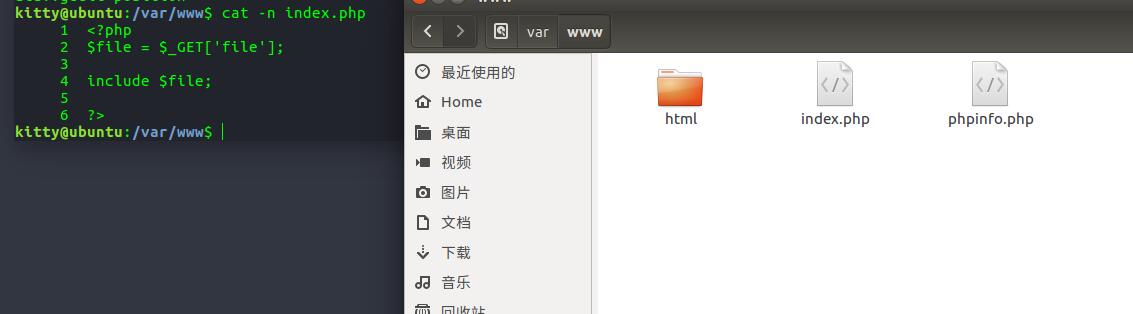 kitty@ubuntu:/var/www$ cat -n index.php
1 <?php
2 $file = $_GET['file'];
3
4 include $file;
5
6 ?>
kitty@ubuntu:/var/www$
var www
最近使用的
Home
桌面
视频
图片
文档
下载
音乐
回收站
html
index.php
phpinfo.php